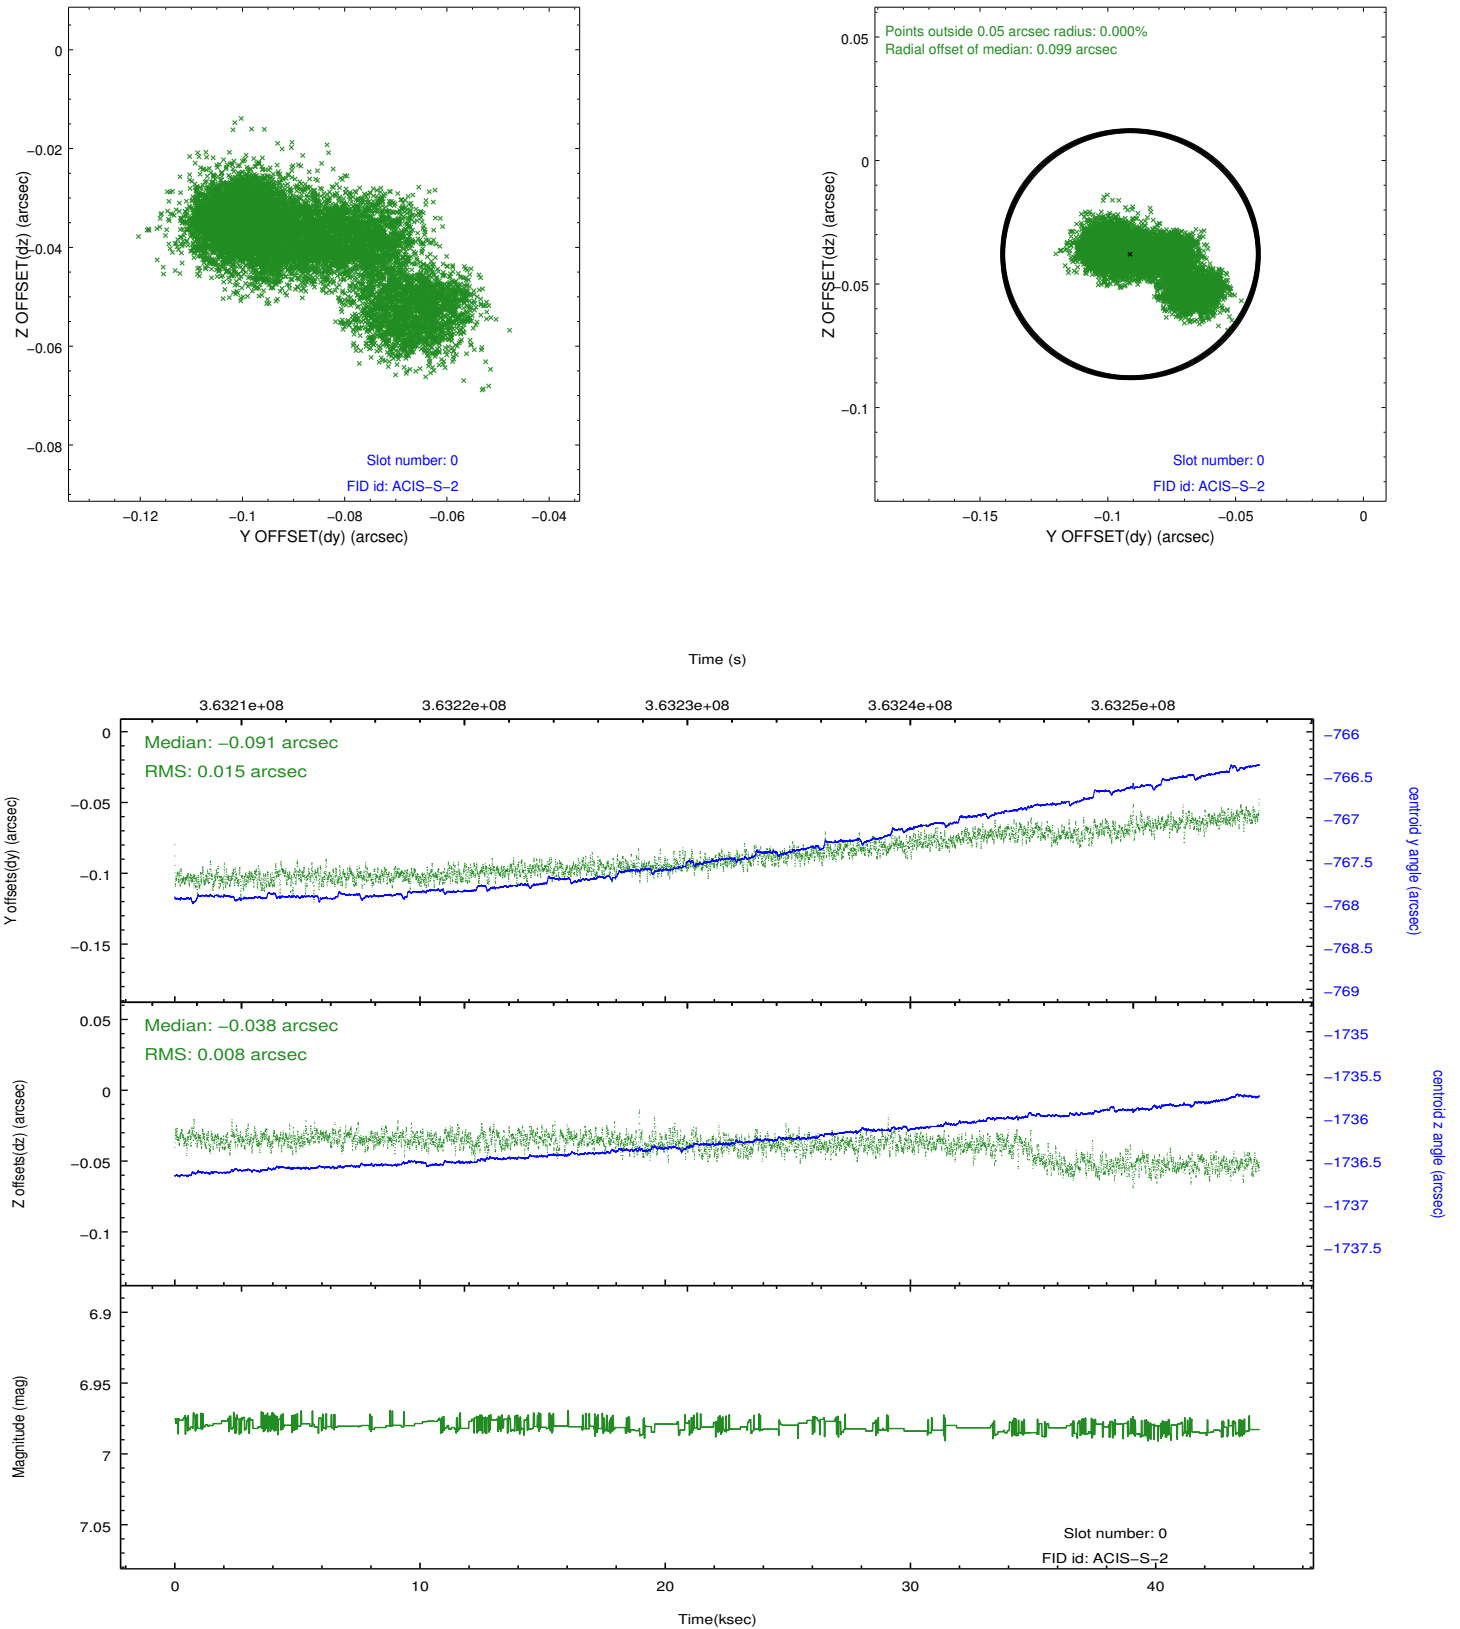 0
−0.02
−0.04
−0.06
−0.08
Z OFFSET(dz) (arcsec)
Slot number: 0
FID id: ACIS−S−2
−0.12
−0.1
−0.08
−0.06
−0.04
Y OFFSET(dy) (arcsec)
Points outside 0.05 arcsec radius: 0.000%
Radial offset of median: 0.099 arcsec
0.05
0
−0.05
−0.1
Z OFFSET(dz) (arcsec)
Slot number: 0
FID id: ACIS−S−2
−0.15
−0.1
−0.05
0
Y OFFSET(dy) (arcsec)
Time (s)
3.6321e+08
3.6322e+08
3.6323e+08
3.6324e+08
3.6325e+08
Median: −0.091 arcsec
RMS: 0.015 arcsec
0
−0.05
−0.1
−0.15
Y offsets(dy) (arcsec)
−766
−766.5
−767
−767.5
−768
−768.5
−769
centroid y angle (arcsec)
Median: −0.038 arcsec
RMS: 0.008 arcsec
0.05
0
−0.05
−0.1
Z offsets(dz) (arcsec)
−1735
−1735.5
−1736
−1736.5
−1737
−1737.5
centroid z angle (arcsec)
6.9
6.95
7
7.05
Magnitude (mag)
Slot number: 0
FID id: ACIS−S−2
0
10
20
30
40
Time(ksec)